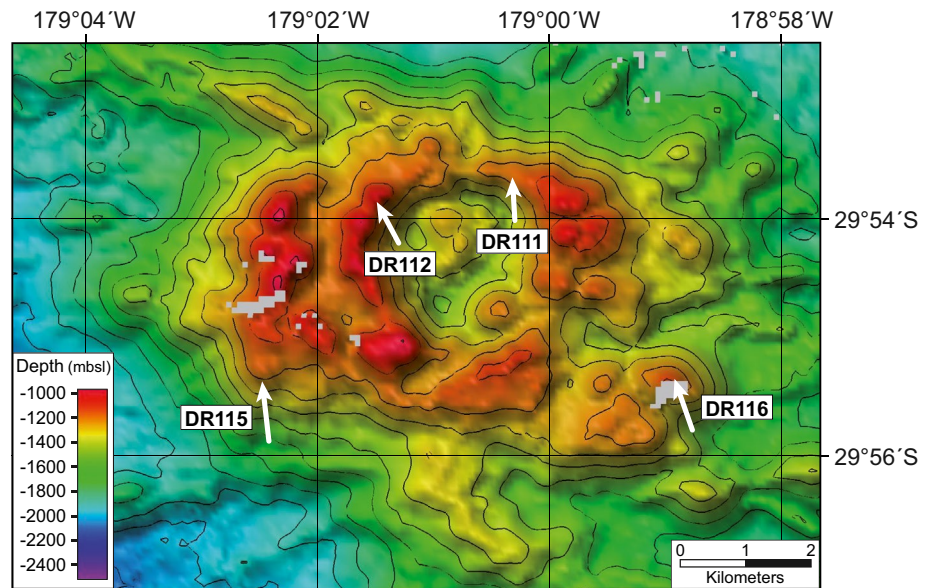 179°04´W 179°02´W 179°00´W 178°58´W
29°54´S
DR111
DR112
Depth (mbsl)
-1000
-1200
-1400
-1600
-1800
-2000
-2200
-2400
DR115
DR116
29°56´S
0 1 2
Kilometers